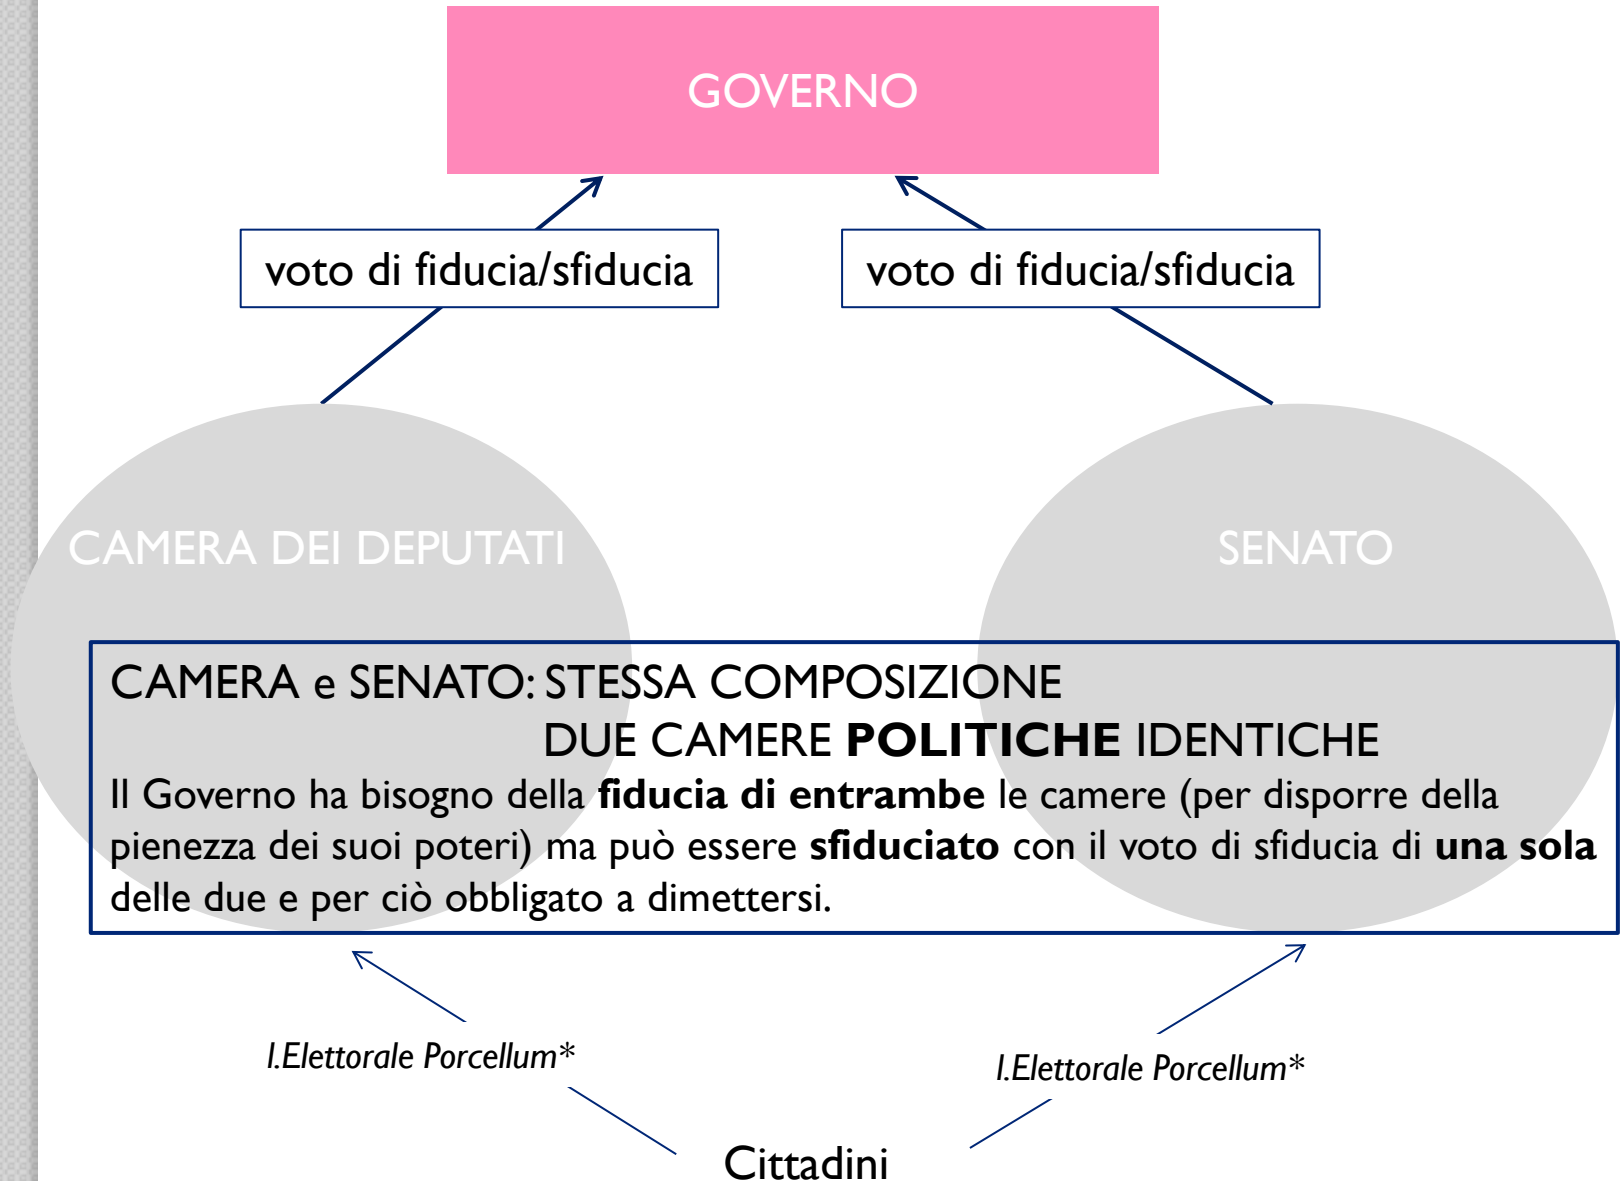 GOVERNO
voto di fiducia/sfiducia
voto di fiducia/sfiducia
CAMERA DEI DEPUTATI
SENATO
CAMERA e SENATO: STESSA COMPOSIZIONE
DUE CAMERE POLITICHE IDENTICHE
Il Governo ha bisogno della fiducia di entrambe le camere (per disporre della
pienezza dei suoi poteri) ma può essere sfiduciato con il voto di sfiducia di una sola
delle due e per ciò obbligato a dimettersi.
l.Elettorale Porcellum*
l.Elettorale Porcellum*
Cittadini